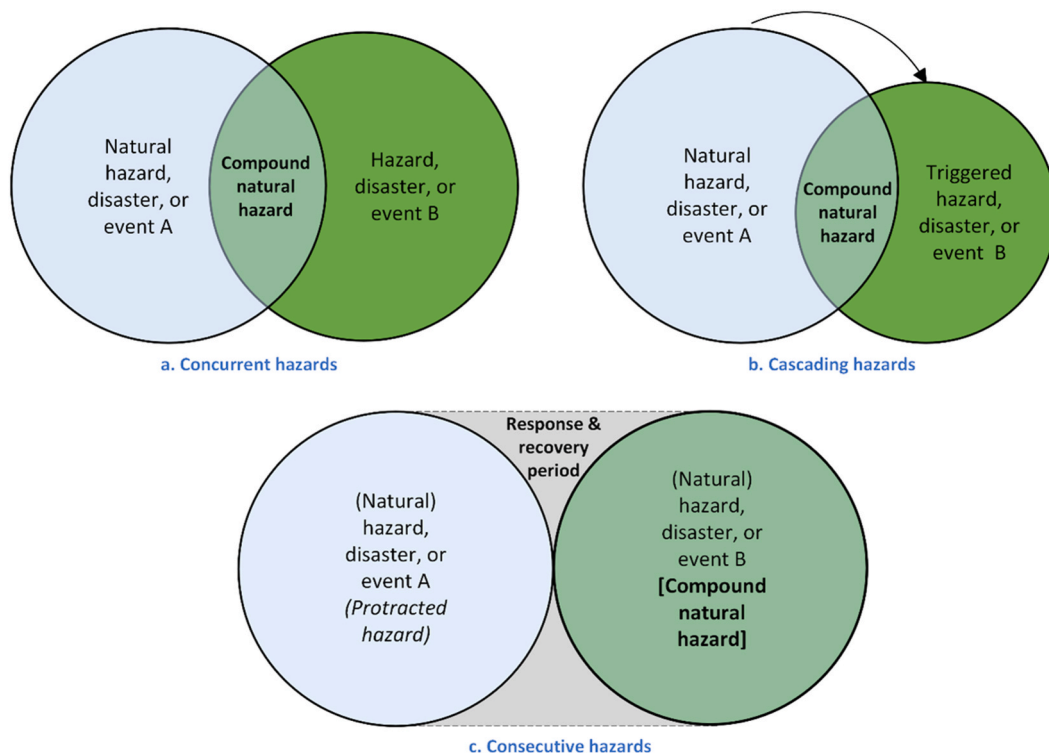 Natural
hazard,
disaster, or
event A
Compound
natural
hazard
Hazard,
disaster, or
event B
a. Concurrent hazards
Natural
hazard,
disaster, or
event A
Compound
natural
hazard
Triggered
hazard,
disaster, or
event B
b. Cascading hazards
(Natural)
hazard,
disaster, or
event A
(Protracted
hazard)
Response &
recovery
period
(Natural)
hazard,
disaster, or
event B
[Compound
natural
hazard]
c. Consecutive hazards